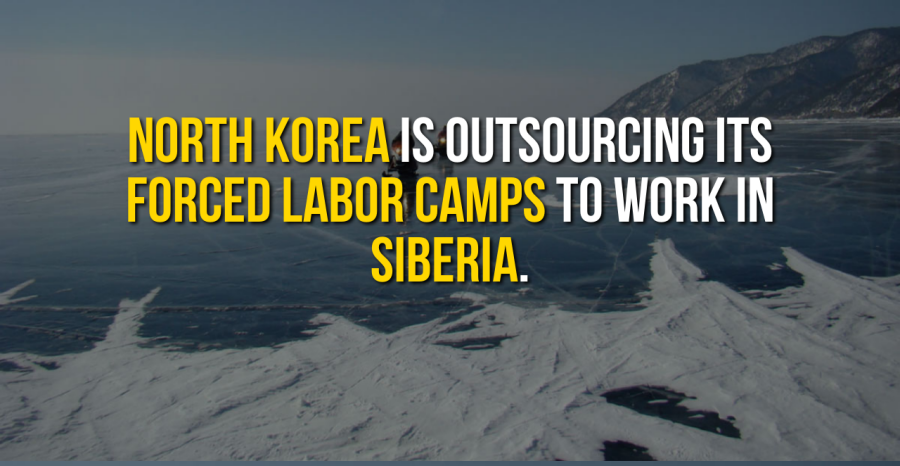 NORTH KOREA IS OUTSOURCING ITS
FORCED LABOR CAMPS TO WORK IN
SIBERIA.